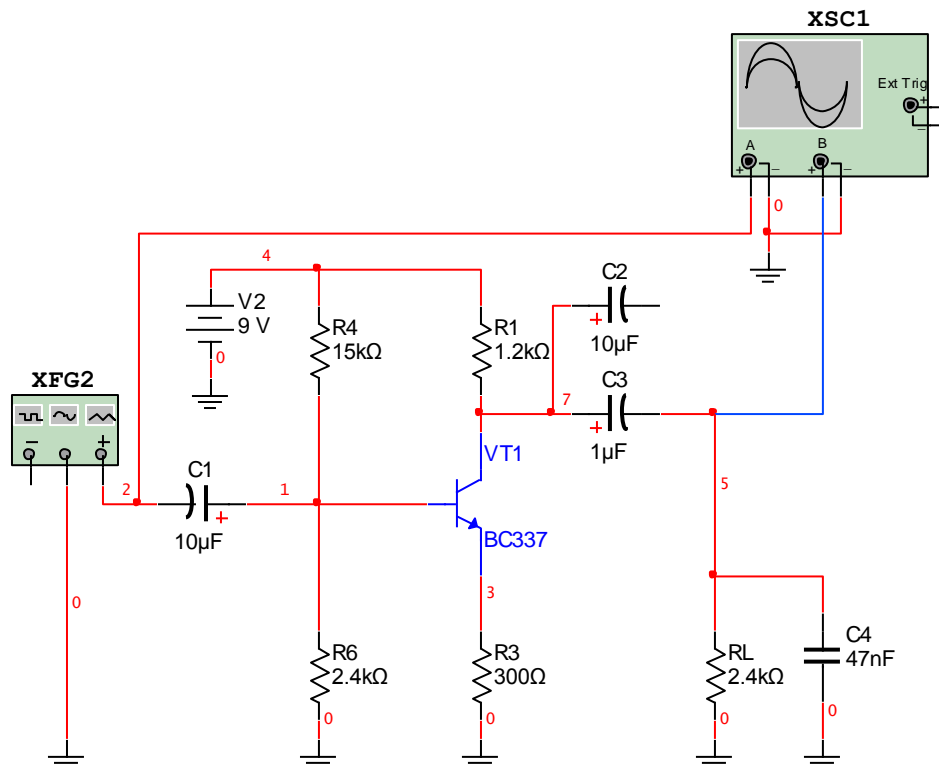 XSC1
Ext Trig
+
−
A
B
+
−
+
−
0
4
V2
9 V
0
R4
15kΩ
R1
1.2kΩ
C2
+
10µF
C3
7
+
1µF
XFG2
−
+
2
C1
1
+
10µF
VT1
BC337
5
3
0
R6
2.4kΩ
0
R3
300Ω
0
RL
2.4kΩ
0
C4
47nF
0